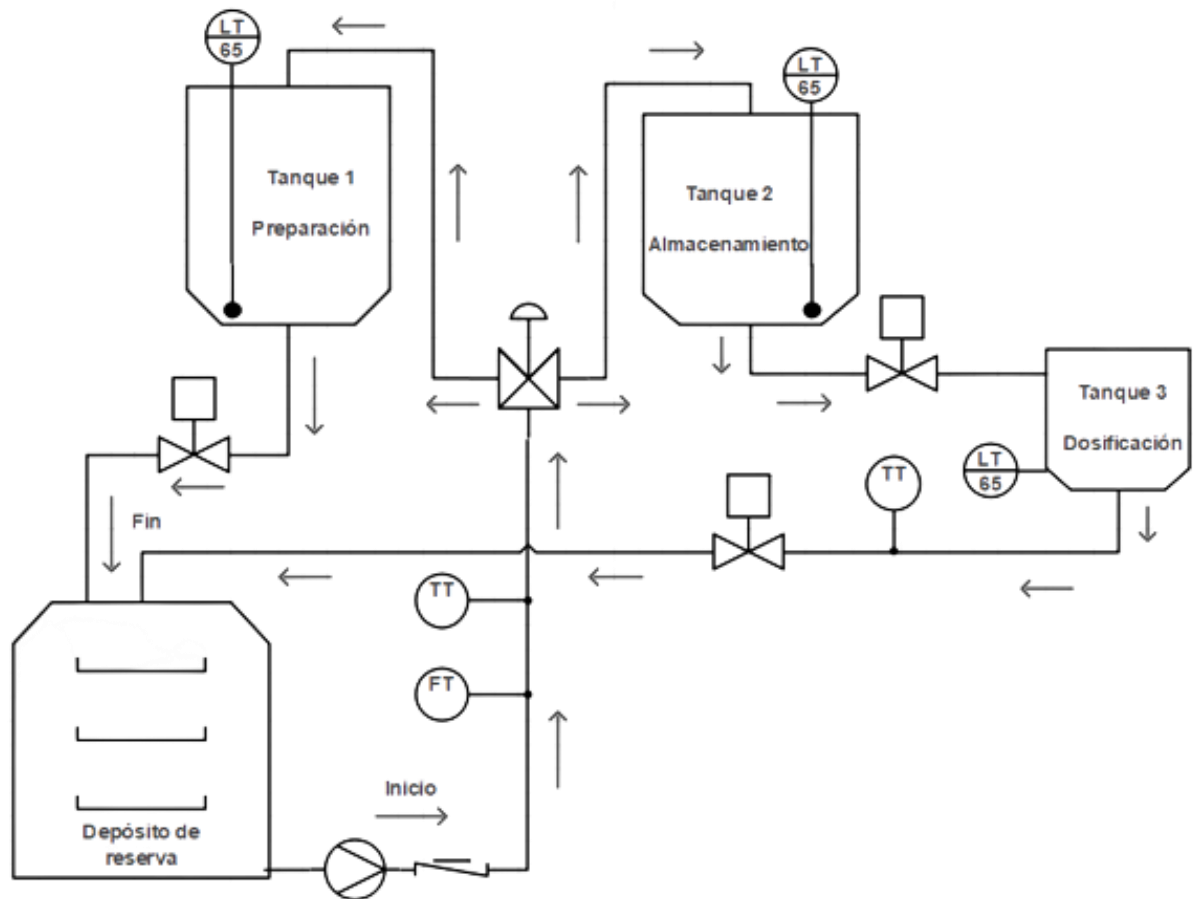 LT
65
LT
65
Tanque 1
Preparación
Tanque 2
Almacenamiento
Tanque 3
Dosificación
LT
65
TT
Fin
TT
FT
Inicio
Depósito de
reserva